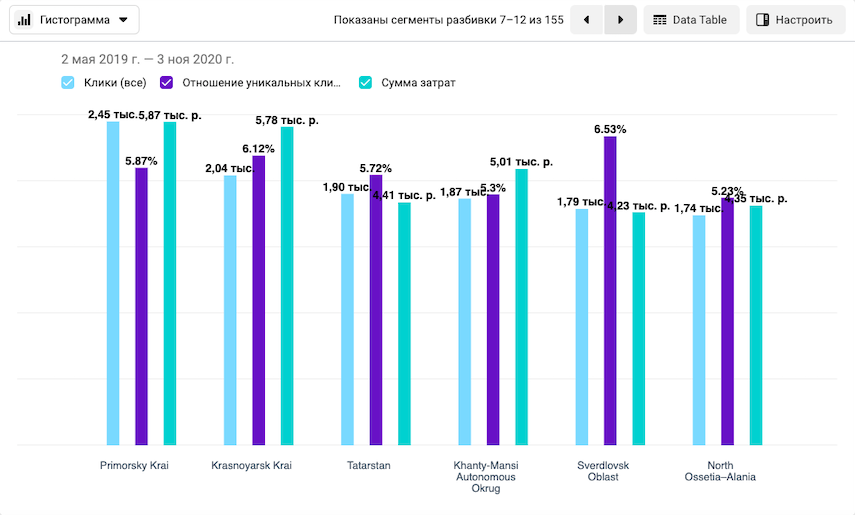 Гистограмма
Показаны сегменты разбивки 7–12 из 155
Data Table
Настроить
2 мая 2019 г. — 3 ноя 2020 г.
Клики (все) Отношение уникальных кли... Сумма затрат
2,45 тыс. 5,87 тыс. р.
5.87%
2,04 тыс.
6.12%
5,78 тыс. р.
1,90 тыс.
5.72%
4,41 тыс. р.
1,87 тыс.
5.3%
5,01 тыс. р.
1,79 тыс.
6.53%
4,23 тыс. р.
1,74 тыс.
5.23%
4,35 тыс. р.
Primorsky Krai
Krasnoyarsk Krai
Tatarstan
Khanty-Mansi
Autonomous
Okrug
Sverdlovsk
Oblast
North
Ossetia–Alania